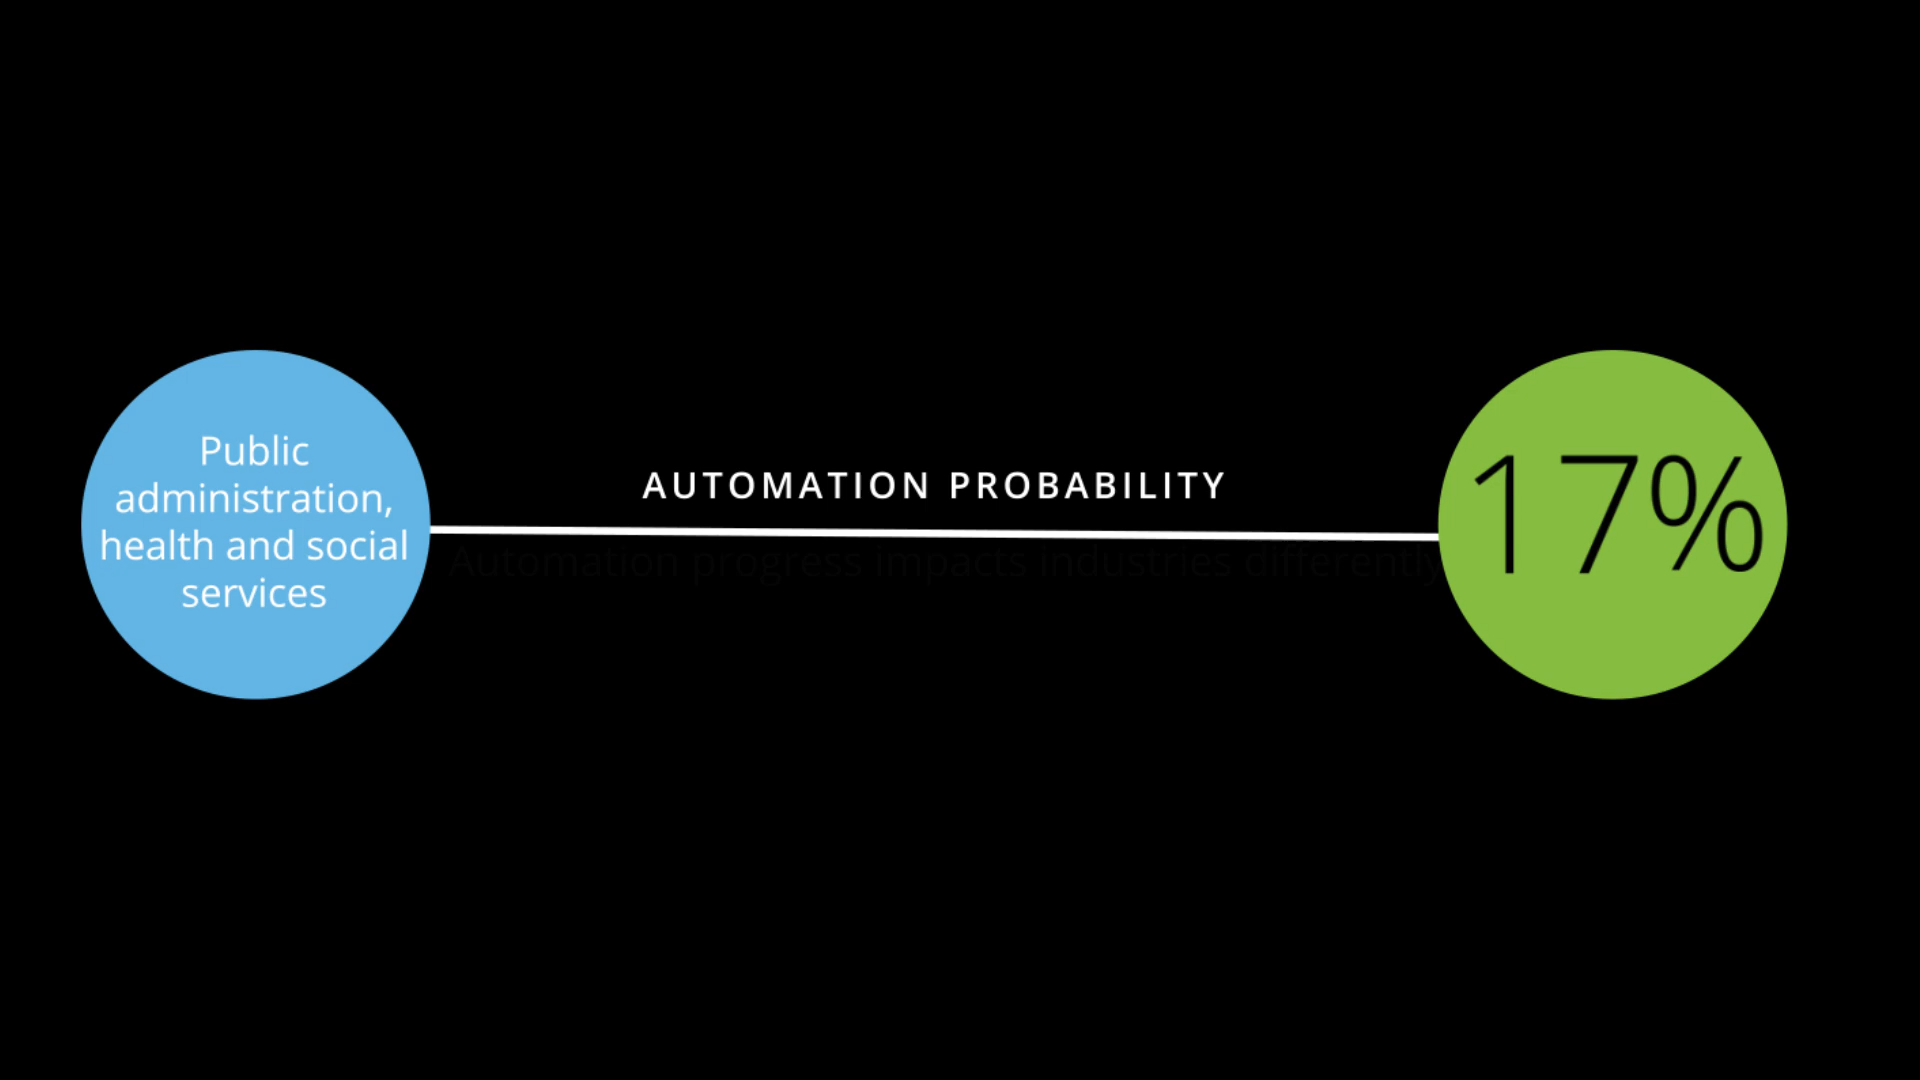 Public
administration,
health and social
services
AUTOMATION PROBABILITY
Automation progress impacts industries differently
17%